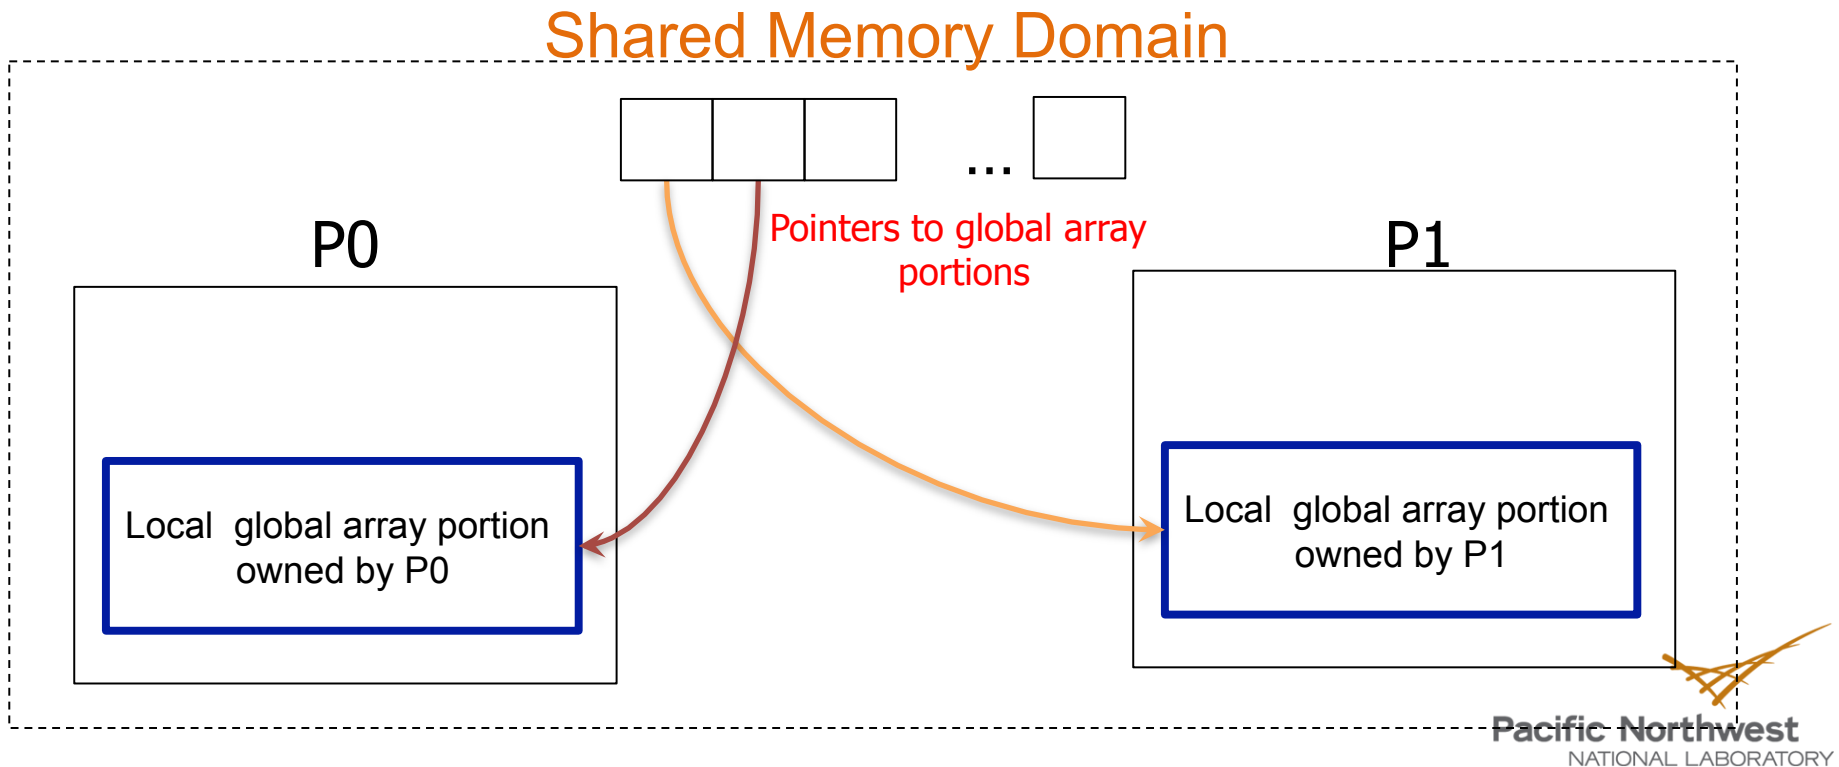 Shared Memory Domain
...
Pointers to global array
portions
P0
P1
Local  global array portion
owned by P0
Local  global array portion
owned by P1
Pacific Northwest
NATIONAL LABORATORY